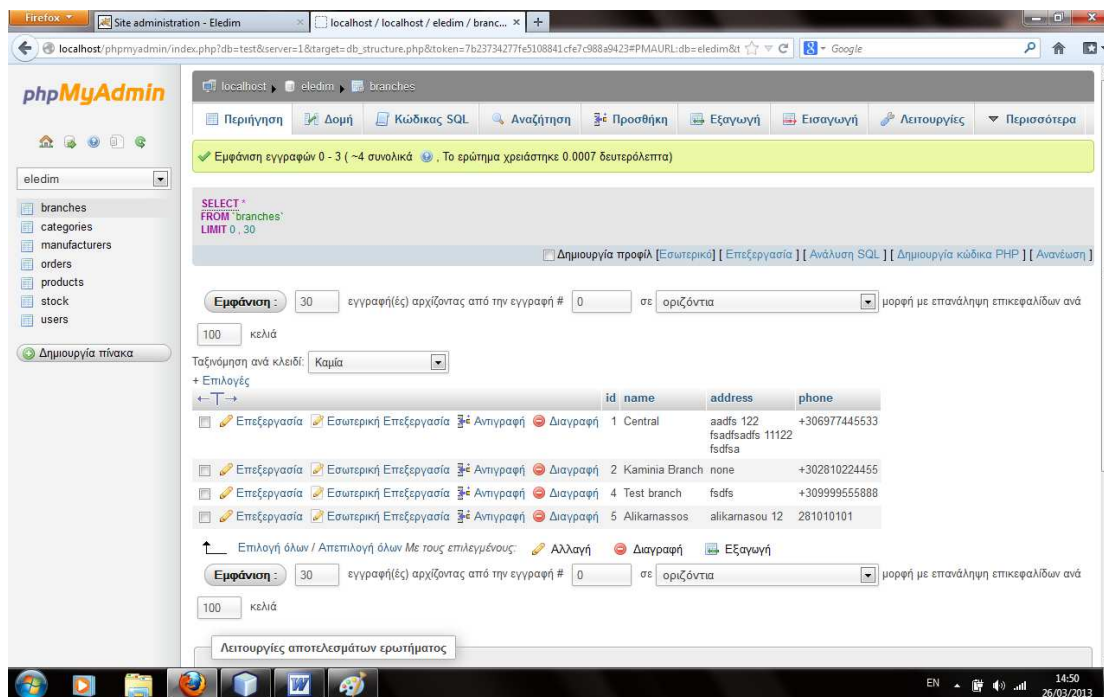 Firefox
Site administration - Eledim
localhost / localhost / eledim / branc...
localhost/phpmyadmin/index.php?db=test&server=1&target=db_structure.php&token=7b23734277fe5108841cfe7c988a9423#PMAURL:db=eledim&t
Google
phpMyAdmin
eledim
branches
categories
manufacturers
orders
products
stock
users
Δημιουργία πίνακα
localhost ▸ eledim ▸ branches
Περιήγηση Δομή Κώδικας SQL Αναζήτηση Προσθήκη Εξαγωγή Εισαγωγή Λειτουργίες Περισσότερα
Εμφάνιση εγγραφών 0 - 3 ( ~4 συνολικά , Το ερώτημα χρειάστηκε 0.0007 δευτερόλεπτα)
SELECT *
FROM `branches`
LIMIT 0 , 30
Δημιουργία προφίλ [Εσωτερικό] [ Επεξεργασία ] [ Ανάλυση SQL ] [ Δημιουργία κώδικα PHP ] [ Ανανέωση ]
Εμφάνιση : 30 εγγραφή(ές) αρχίζοντας από την εγγραφή # 0 σε οριζόντια μορφή με επανάληψη επικεφαλίδων ανά
100 κελιά
Ταξινόμηση ανά κλειδί: Καμία
+ Επιλογές
←T→ id name address phone
Επεξεργασία Εσωτερική Επεξεργασία Αντιγραφή Διαγραφή 1 Central aadfs 122 +306977445533
fsadfsadfs 11122
fsdfsa
Επεξεργασία Εσωτερική Επεξεργασία Αντιγραφή Διαγραφή 2 Kaminia Branch none +302810224455
Επεξεργασία Εσωτερική Επεξεργασία Αντιγραφή Διαγραφή 4 Test branch fsdfs +309999555888
Επεξεργασία Εσωτερική Επεξεργασία Αντιγραφή Διαγραφή 5 Alikarnassos alikarnasou 12 281010101
Επιλογή όλων / Απεπιλογή όλων Με τους επιλεγμένους: Αλλαγή Διαγραφή Εξαγωγή
Εμφάνιση : 30 εγγραφή(ές) αρχίζοντας από την εγγραφή # 0 σε οριζόντια μορφή με επανάληψη επικεφαλίδων ανά
100 κελιά
Λειτουργίες αποτελεσμάτων ερωτήματος
EN
14:50
26/03/2013